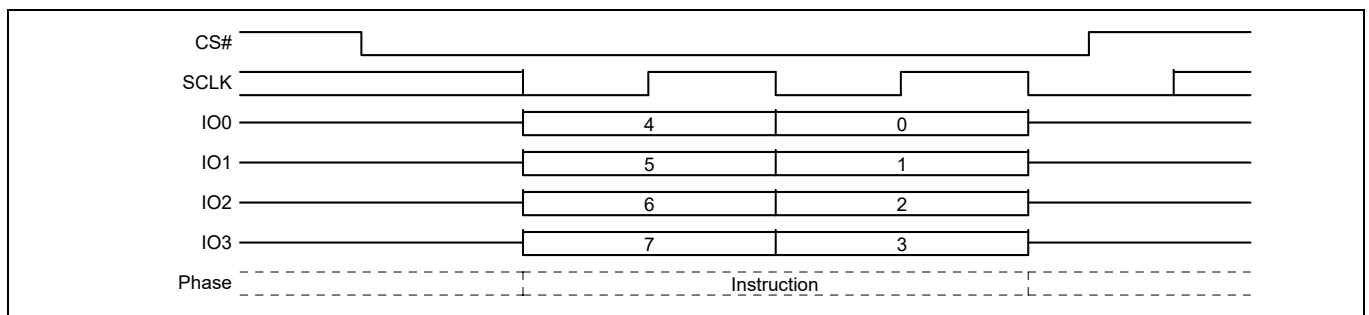 CS#
SCLK
IO0 4 0
IO1 5 1
IO2 6 2
IO3 7 3
Phase Instruction